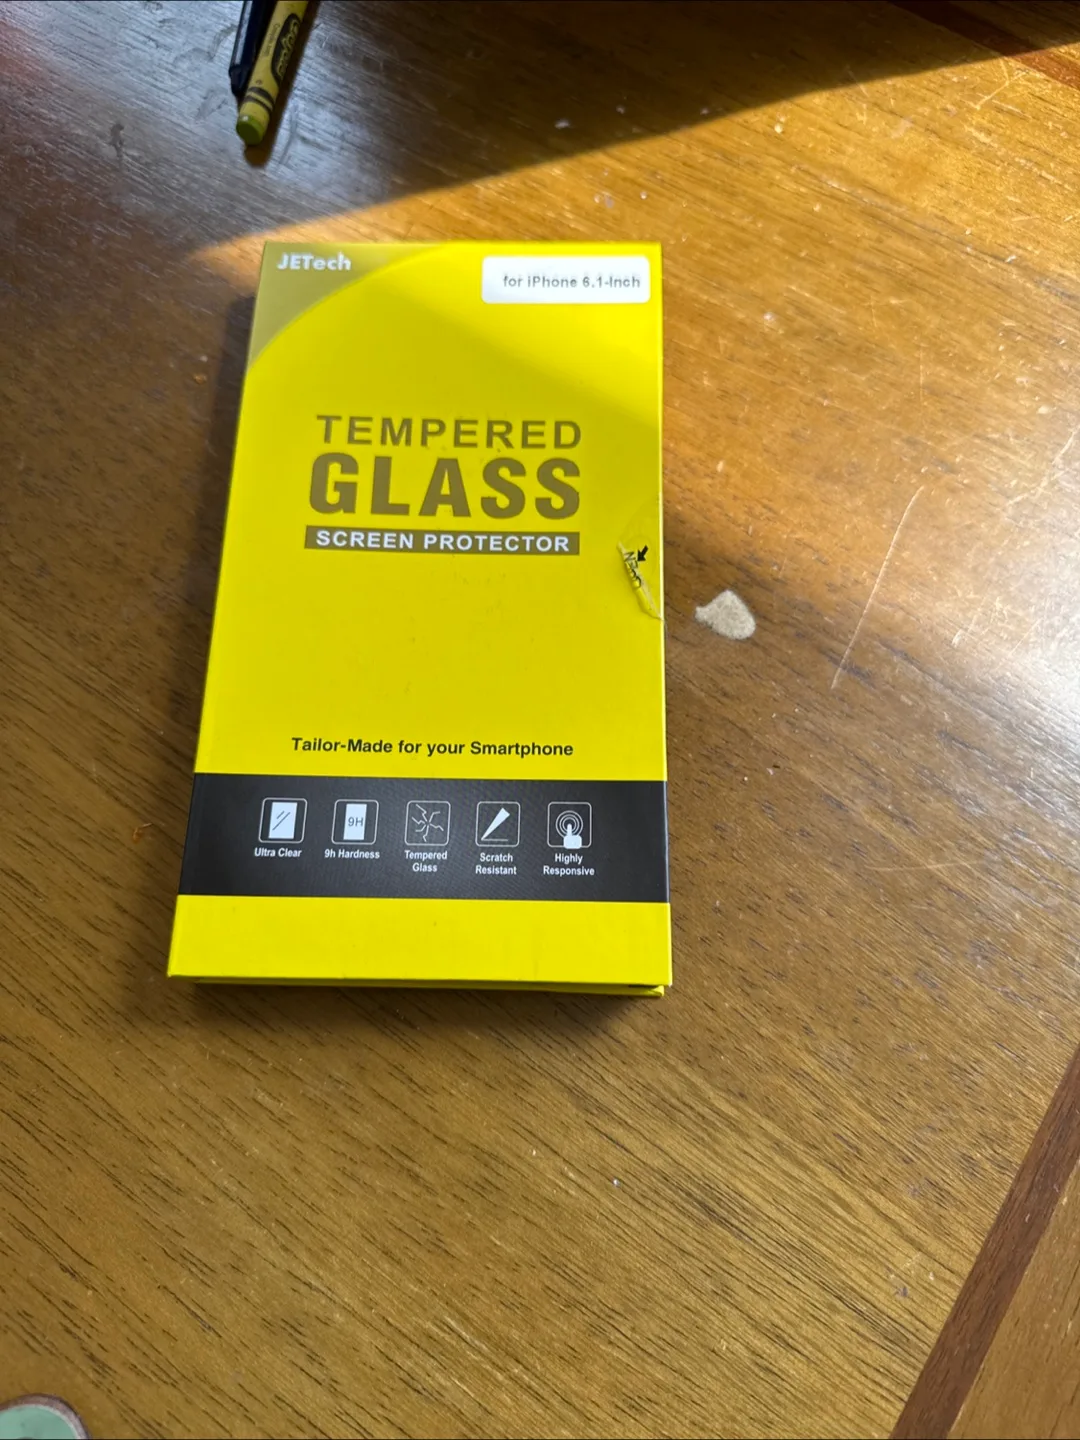 JETech
for iPhone 6.1-Inch
TEMPERED
GLASS
SCREEN PROTECTOR
Tailor-Made for your Smartphone
9H
Ultra Clear
9h Hardness
Tempered
Glass
Scratch
Resistant
Highly
Responsive